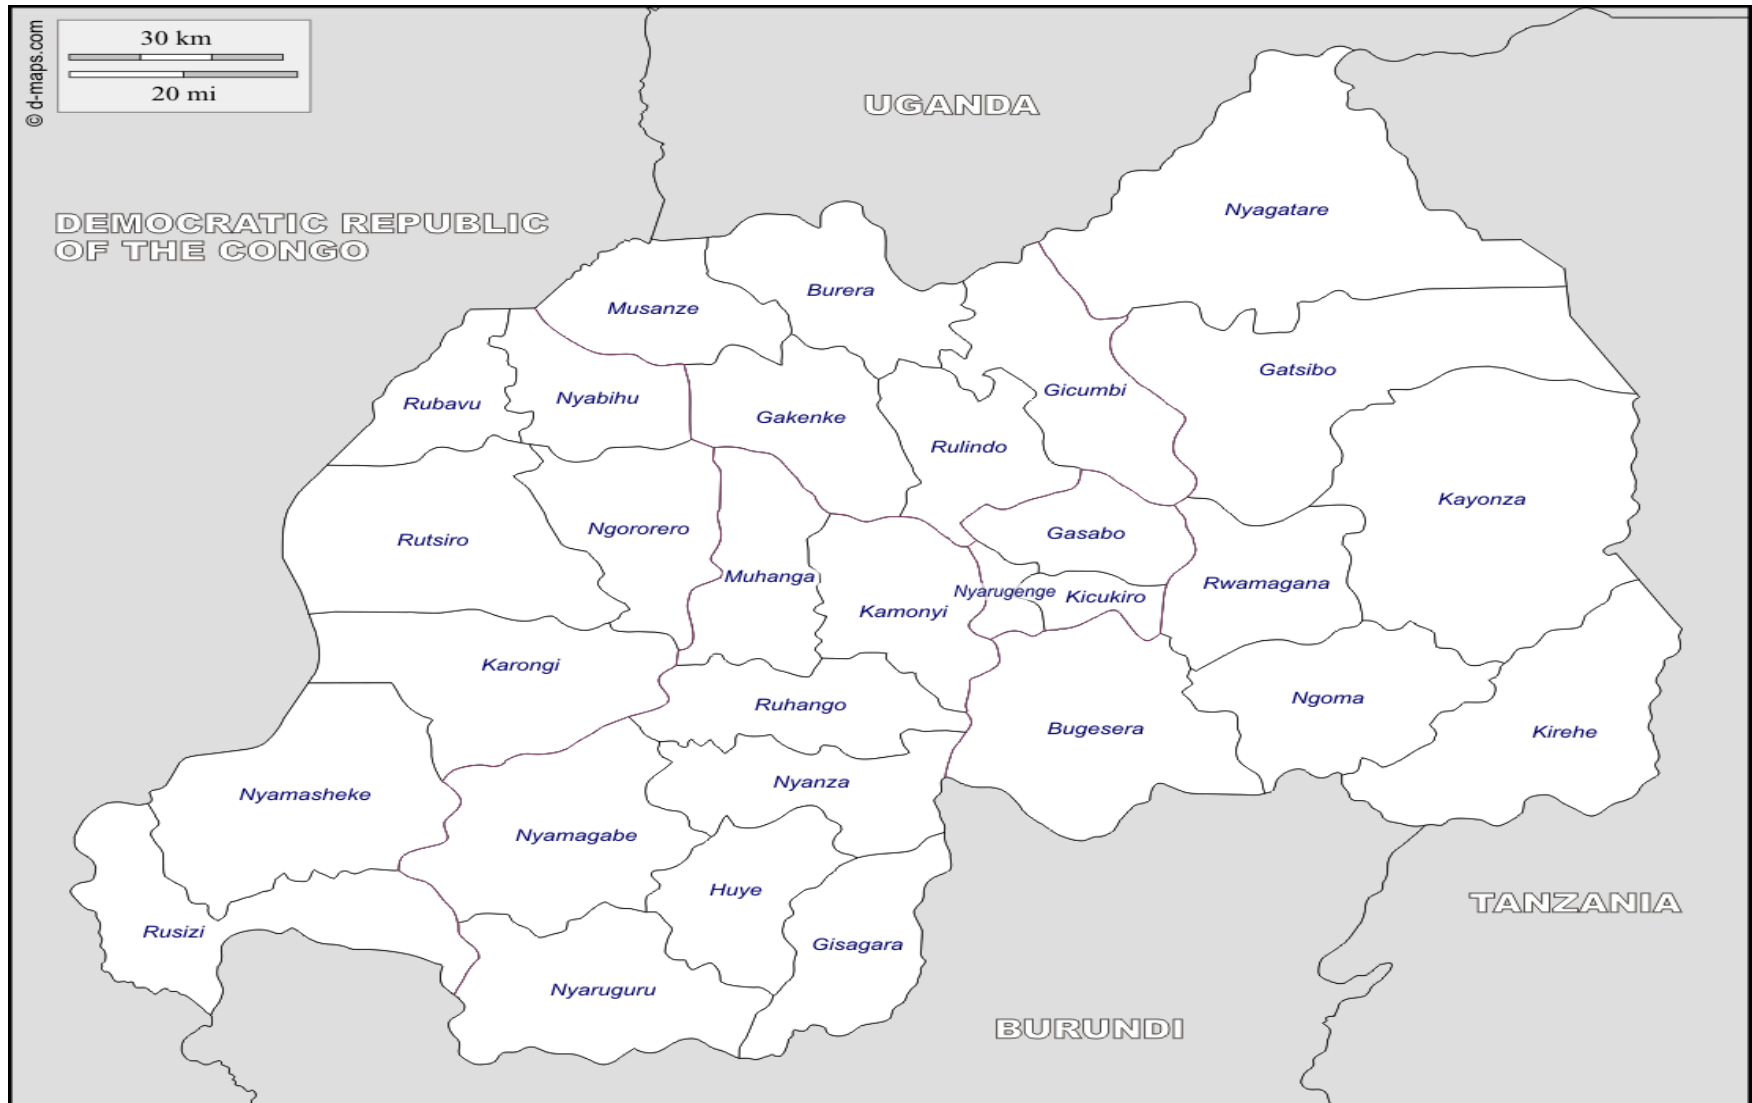 © d-maps.com
30 km
20 mi
UGANDA
DEMOCRATIC REPUBLIC
OF THE CONGO
Nyagatare
Burera
Musanze
Gatsibo
Gicumbi
Nyabihu
Rubavu
Gakenke
Rulindo
Kayonza
Ngororero
Gasabo
Rutsiro
Muhanga
Rwamagana
Nyarugenge
Kicukiro
Kamonyi
Karongi
Ngoma
Ruhango
Bugesera
Kirehe
Nyanza
Nyamasheke
Nyamagabe
Huye
TANZANIA
Rusizi
Gisagara
Nyaruguru
BURUNDI